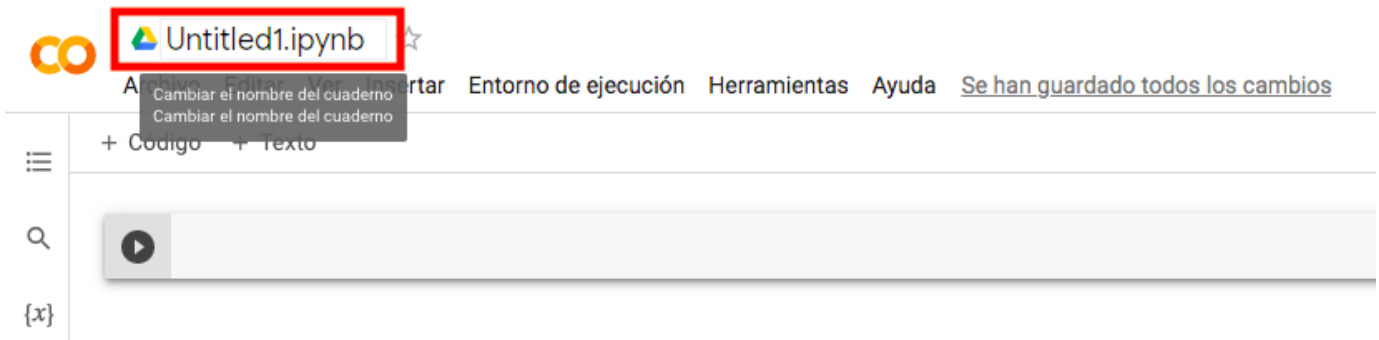 Untitled1.ipynb
Archivo Editar Ver Insertar Entorno de ejecución Herramientas Ayuda Se han guardado todos los cambios
Cambiar el nombre del cuaderno
Cambiar el nombre del cuaderno
+ Código + Texto
{x}